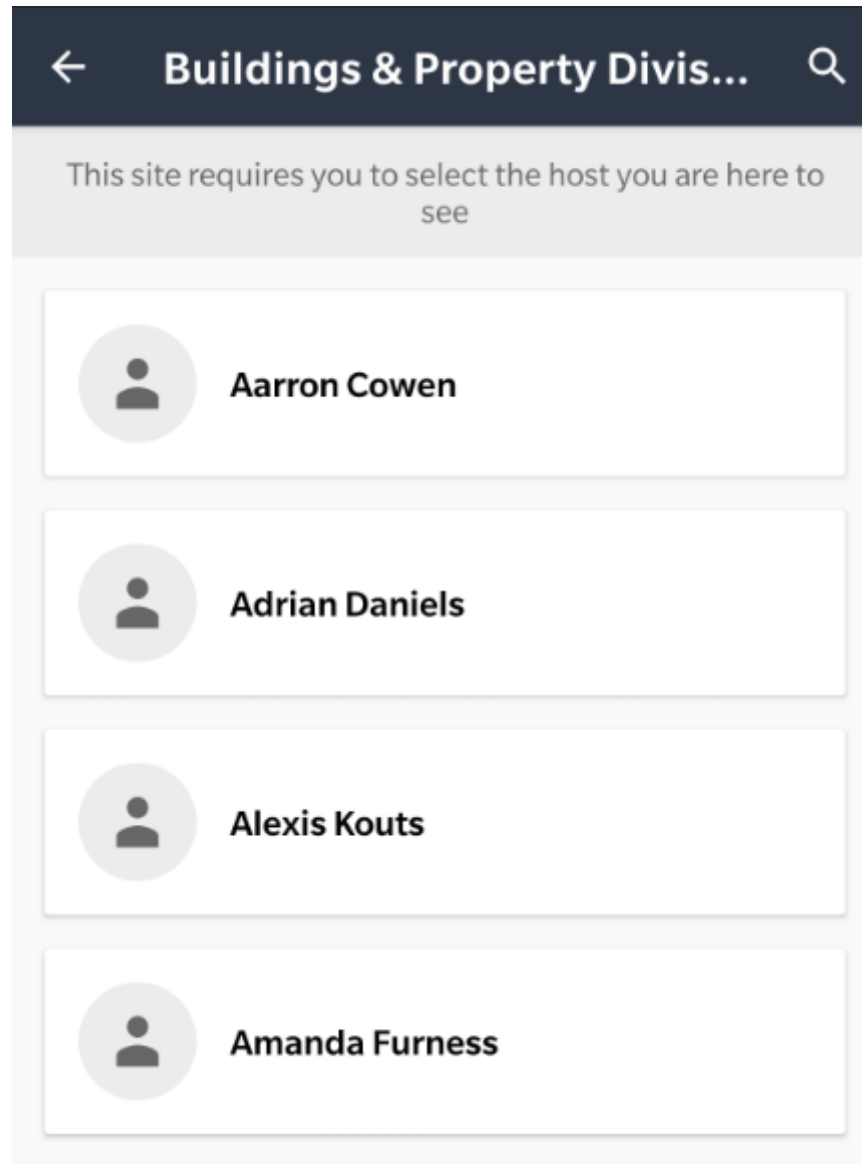 Buildings & Property Divis...
This site requires you to select the host you are here to
see
Aarron Cowen
Adrian Daniels
Alexis Kouts
Amanda Furness